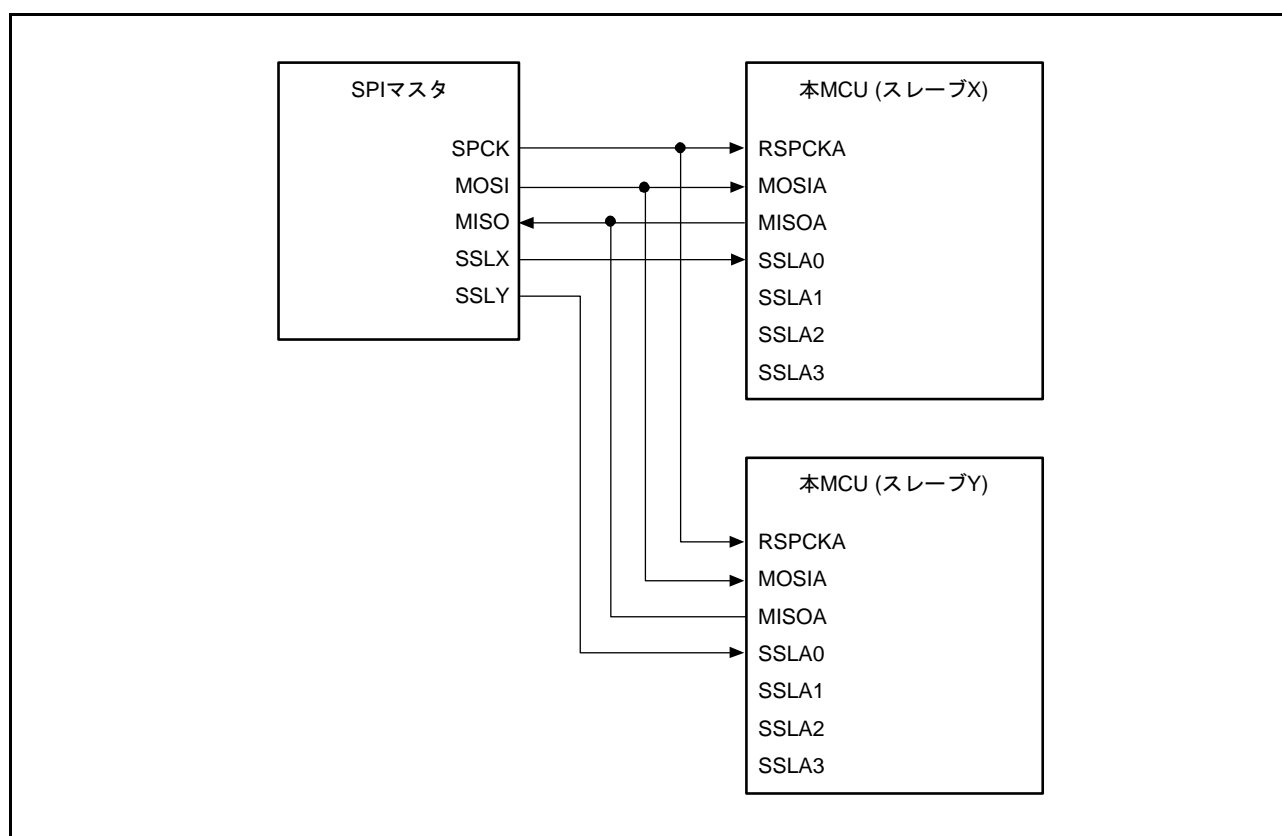 SPIマスタ
SPCK
MOSI
MISO
SSLX
SSLY
本MCU (スレーブX)
RSPCKA
MOSIA
MISOA
SSLA0
SSLA1
SSLA2
SSLA3
本MCU (スレーブY)
RSPCKA
MOSIA
MISOA
SSLA0
SSLA1
SSLA2
SSLA3